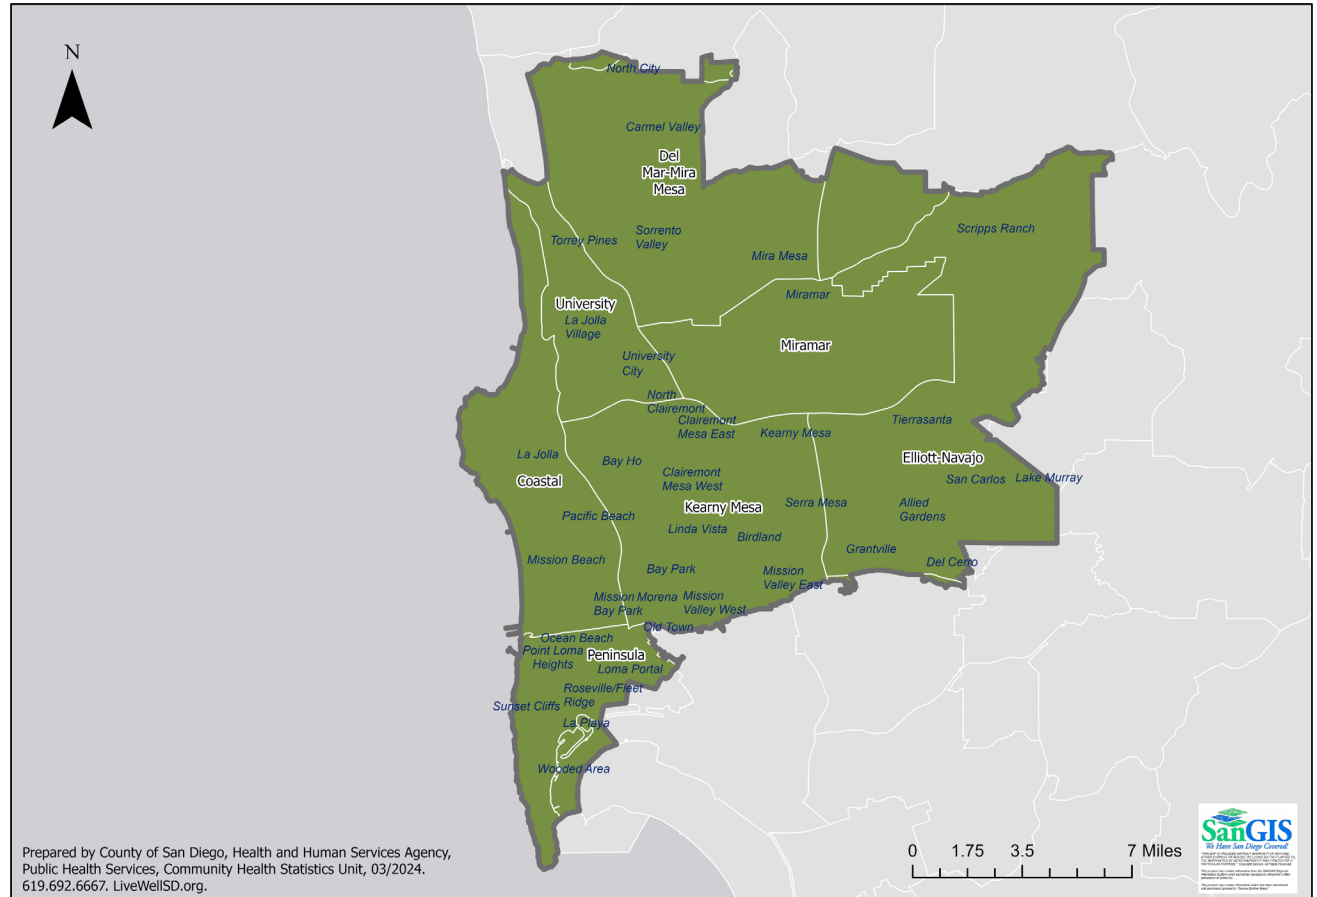 N
North City
Carmel Valley
Del
Mar-Mira
Mesa
Scripps Ranch
Torrey Pines
Sorrento
Valley
Mira Mesa
Miramar
University
La Jolla
Village
Miramar
University
City
North
Clairemont
Clairemont
Mesa East
Kearny Mesa
Tierrasanta
La Jolla
Bay Ho
Elliott-Navajo
Coastal
Clairemont
Mesa West
San Carlos
Lake Murray
Kearny Mesa
Serra Mesa
Allied
Gardens
Pacific Beach
Linda Vista
Birdland
Mission Beach
Grantville
Del Cerro
Bay Park
Mission
Valley East
Mission
Bay Park
Morena
Mission
Valley West
Old Town
Ocean Beach
Point Loma
Heights
Peninsula
Loma Portal
Roseville/Fleet
Ridge
Sunset Cliffs
La Playa
Wooded Area
Prepared by County of San Diego, Health and Human Services Agency,
Public Health Services, Community Health Statistics Unit, 03/2024.
619.692.6667. LiveWellSD.org.
0 1.75 3.5 7 Miles
SanGIS
We Have San Diego Covered!